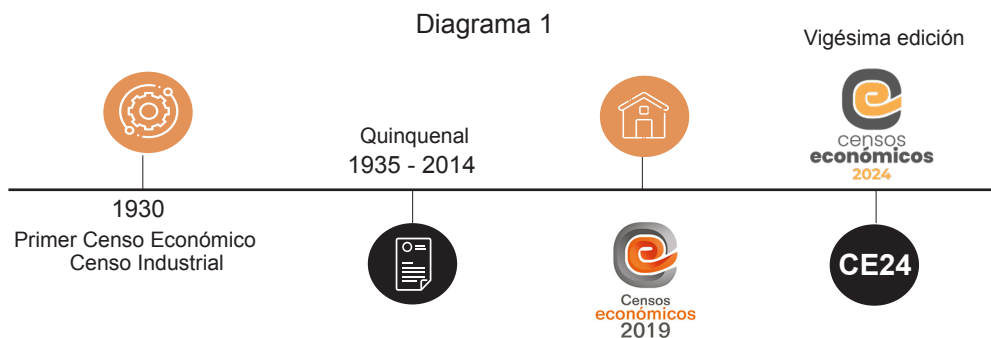 Diagrama 1
1930
Primer Censo Económico
Censo Industrial
Quinquenal
1935 - 2014
Censos
económicos
2019
Vigésima edición
censos
económicos
2024
CE24